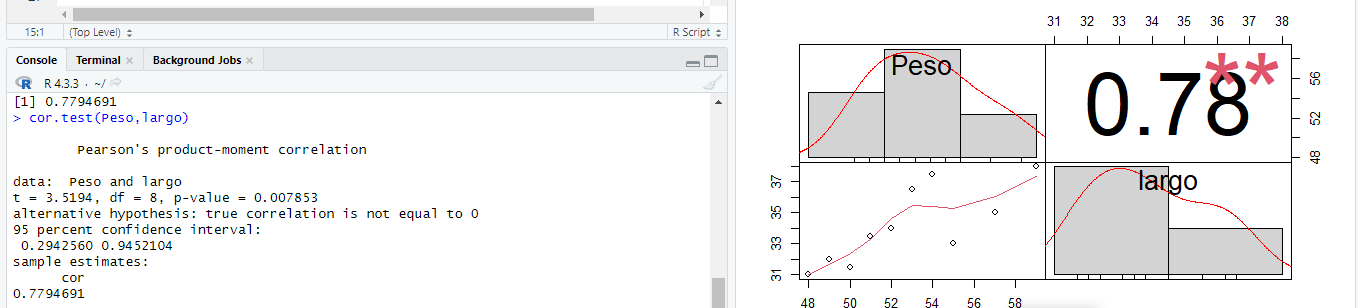 15:1 (Top Level) R Script
Console Terminal × Background Jobs ×
R 4.3.3 · ~/
[1] 0.7794691
> cor.test(Peso,largo)
Pearson's product-moment correlation
data: Peso and largo
t = 3.5194, df = 8, p-value = 0.007853
alternative hypothesis: true correlation is not equal to 0
95 percent confidence interval:
0.2942560 0.9452104
sample estimates:
cor
0.7794691
31 32 33 34 35 36 37 38
Peso
0.78
**
48 52 56
largo
31 33 35 37
48 50 52 54 56 58